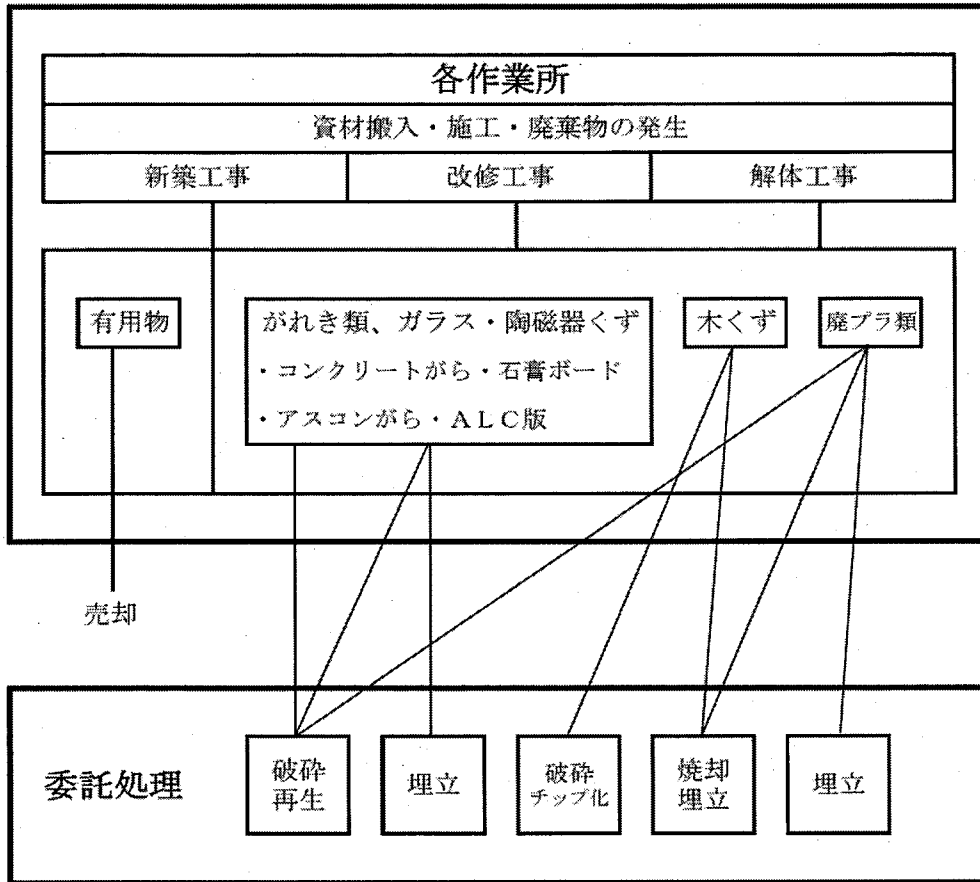 各作業所
資材搬入・施工・廃棄物の発生
新築工事
改修工事
解体工事
有用物
がれき類、ガラス・陶磁器くず
・コンクリートがら・石膏ボード
・アスコンがら・ALC版
木くず
廃プラ類
売却
委託処理
破砕
再生
埋立
破砕
チップ化
焼却
埋立
埋立